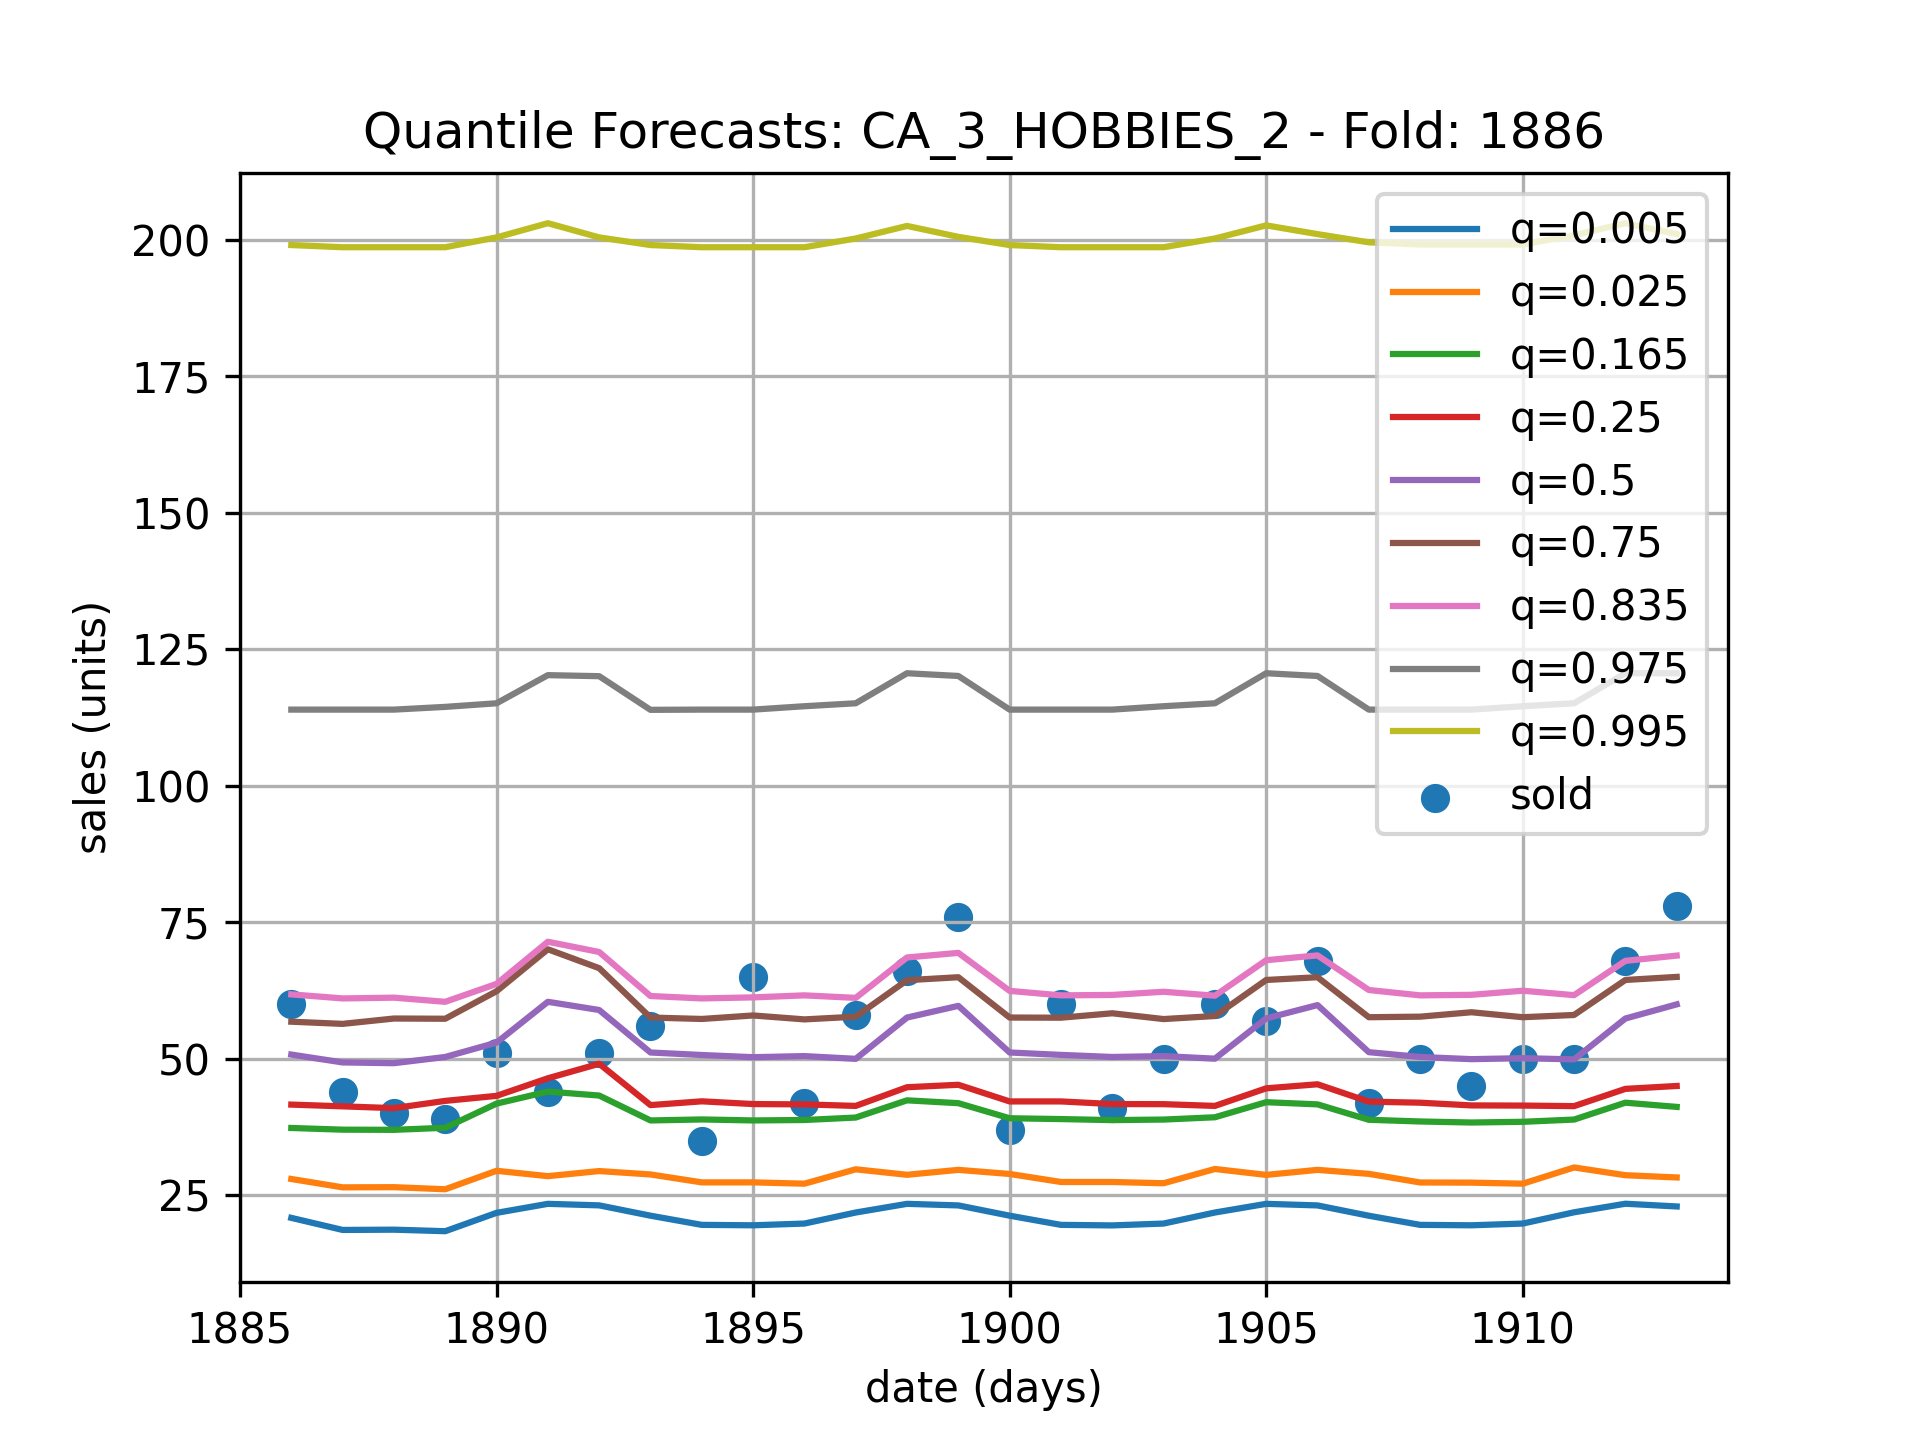 Quantile Forecasts: CA_3_HOBBIES_2 - Fold: 1886
200
175
150
125
100
75
50
25
sales (units)
q=0.005
q=0.025
q=0.165
q=0.25
q=0.5
q=0.75
q=0.835
q=0.975
q=0.995
sold
1885 1890 1895 1900 1905 1910
date (days)